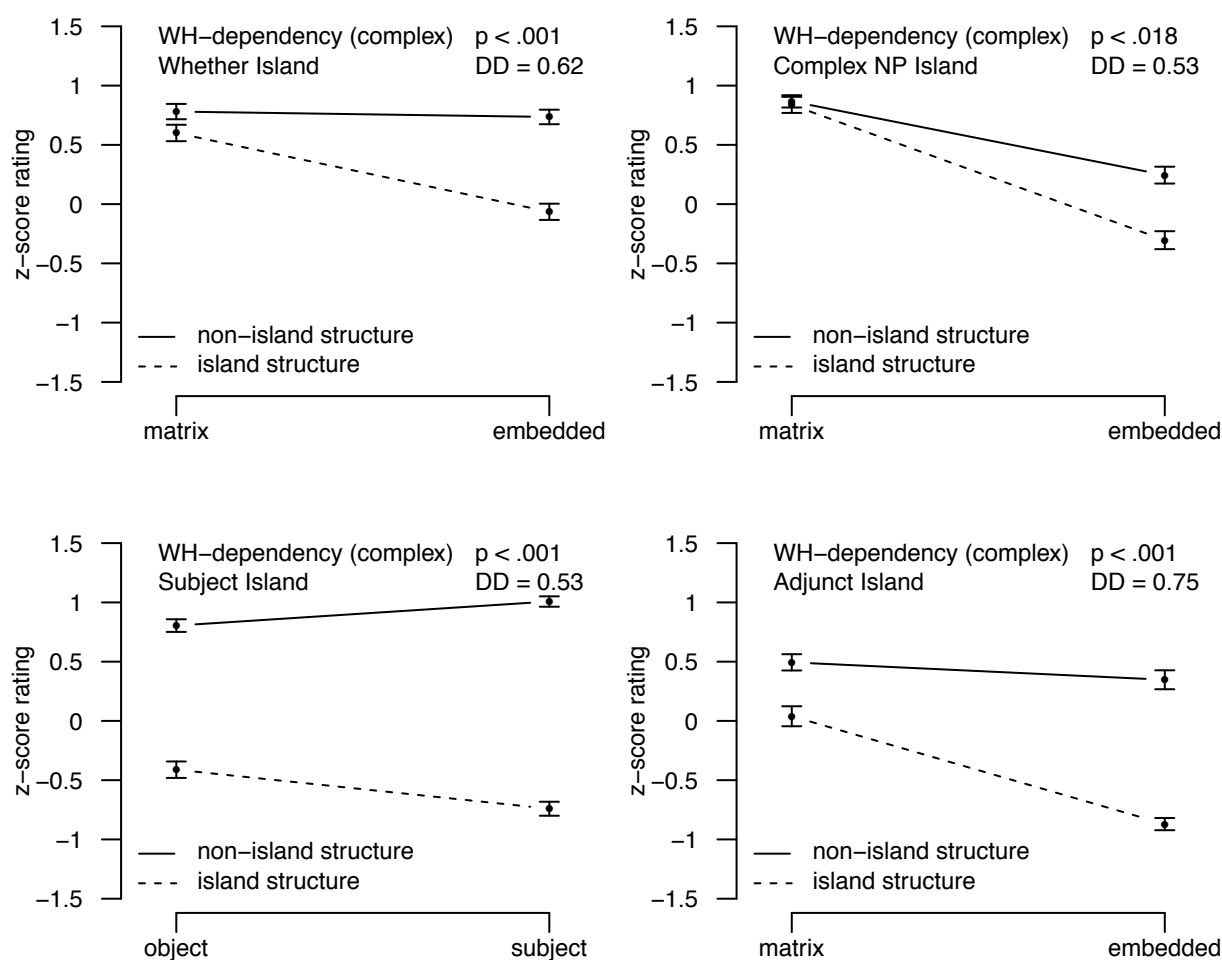 WH−dependency (complex) p < .001
Whether Island DD = 0.62
1.5
1
0.5
0
−0.5
−1
−1.5
z−score rating
non−island structure
island structure
matrix embedded
WH−dependency (complex) p < .018
Complex NP Island DD = 0.53
1.5
1
0.5
0
−0.5
−1
−1.5
z−score rating
non−island structure
island structure
matrix embedded
WH−dependency (complex) p < .001
Subject Island DD = 0.53
1.5
1
0.5
0
−0.5
−1
−1.5
z−score rating
non−island structure
island structure
object subject
WH−dependency (complex) p < .001
Adjunct Island DD = 0.75
1.5
1
0.5
0
−0.5
−1
−1.5
z−score rating
non−island structure
island structure
matrix embedded